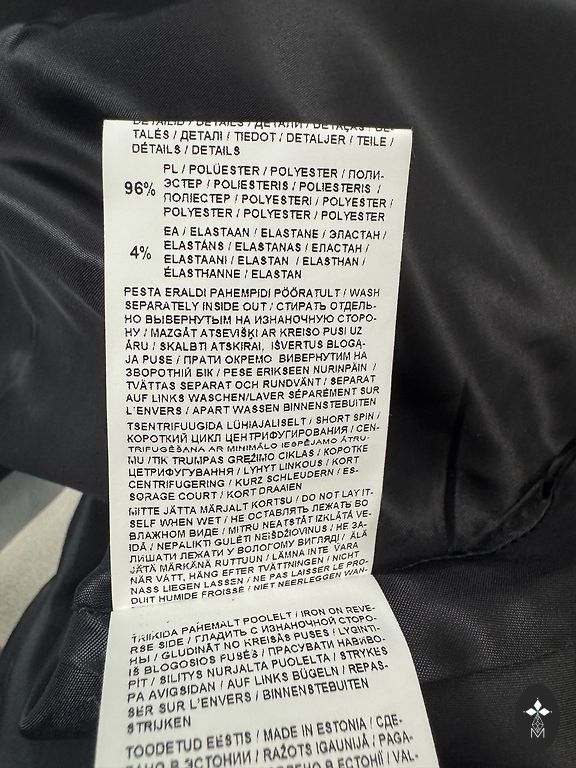 DETAILID / DETAILS / ДЕТАЛИ / DETAĻAS / DE-
TALĖS / ДЕТАЛІ / TIEDOT / DETALJER / TEILE /
DÉTAILS / DETAILS
96%
PL / POLÜESTER / POLYESTER / ПОЛИ-
ЭСТЕР / POLIESTERIS / POLIESTERIS /
ПОЛІЕСТЕР / POLYESTERI / POLYESTER /
POLYESTER / POLYESTER / POLYESTER
4%
EA / ELASTAAN / ELASTANE / ЭЛАСТАН /
ELASTĀNS / ELASTANAS / ЕЛАСТАН /
ELASTAANI / ELASTAN / ELASTHAN /
ÉLASTHANNE / ELASTAN
PESTA ERALDI PAHEMPIDI PÖÖRATULT / WASH
SEPARATELY INSIDE OUT / СТИРАТЬ ОТДЕЛЬ-
НО ВЫВЕРНУТЫМ НА ИЗНАНОЧНУЮ СТОРО-
НУ / MAZGĀT ATSEVIŠĶI AR KREISO PUSI UZ
ĀRU / SKALBTI ATSKIRAI, IŠVERTUS BLOGĄ-
JA PUSE / ПРАТИ ОКРЕМО ВИВЕРНУТИМ НА
ЗВОРОТНІЙ БІК / PESE ERIKSEEN NURINPÄIN /
TVÄTTAS SEPARAT OCH RUNDVÄNT / SEPARAT
AUF LINKS WASCHEN/LAVER SÉPARÉMENT SUR
L'ENVERS / APART WASSEN BINNENSTEBUITEN
TSENTRIFUUGIDA LÜHIAJALISELT / SHORT SPIN /
КОРОТКИЙ ЦИКЛ ЦЕНТРИФУГИРОВАНИЯ / CEN-
TRIFUGĒŠANA AR MINIMĀLO IESPĒJAMO ĀTRU-
MU /TIK TRUMPAS GRĘŽIMO CIKLAS / КОРОТКЕ
ЦЕТРИФУГУВАННЯ / LYHYT LINKOUS / KORT
CENTRIFUGERING / KURZ SCHLEUDERN / ES-
SORAGE COURT / KORT DRAAIEN
MITTE JÄTTA MÄRJALT KORTSU / DO NOT LAY IT-
SELF WHEN WET / НЕ ОСТАВЛЯТЬ ЛЕЖАТЬ ВО
ВЛАЖНОМ ВИДЕ / MITRU NEATSTĀT IZKLĀTĀ VE-
IDĀ / NEPALIKTI GULĖTI NEIŠDŽIOVINUS / НЕ ЗА-
ЛИШАТИ ЛЕЖАТИ У ВОЛОГОМУ ВИГЛЯДІ / ÄLÄ
JÄTÄ MÄRKÄNÄ RUTTUUN / LÄMNA INTE VARA
NÄR VÅTT, HÄNG EFTER TVÄTTNINGEN / NICHT
NASS LIEGEN LASSEN / NE PAS LAISSER LE PRO-
DUIT HUMIDE FROISSÉ / NIET NEERLEGGEN WAN-
TRIIKIDA PAHEMALT POOLELT / IRON ON REVE-
RSE SIDE / ГЛАДИТЬ С ИЗНАНОЧНОЙ СТОРО-
НЫ / GLUDINĀT NO KREISĀS PUSES / LYGINTI
IŠ BLOGOSIOS PUSĖS / ПРАСУВАТИ НАВИВО-
РІТ / SILITYS NURJALTA PUOLELTA / STRYKES
PA AVIGSIDAN / AUF LINKS BÜGELN / REPAS-
SER SUR L'ENVERS / BINNENSTEBUITEN
STRIJKEN
TOODETUD EESTIS / MADE IN ESTONIA / СДЕ-
ЛАНО В ЭСТОНИИ / RAŽOTS IGAUNIJĀ / PAGA-
В ЕСТОНІЇ / VAL-
M